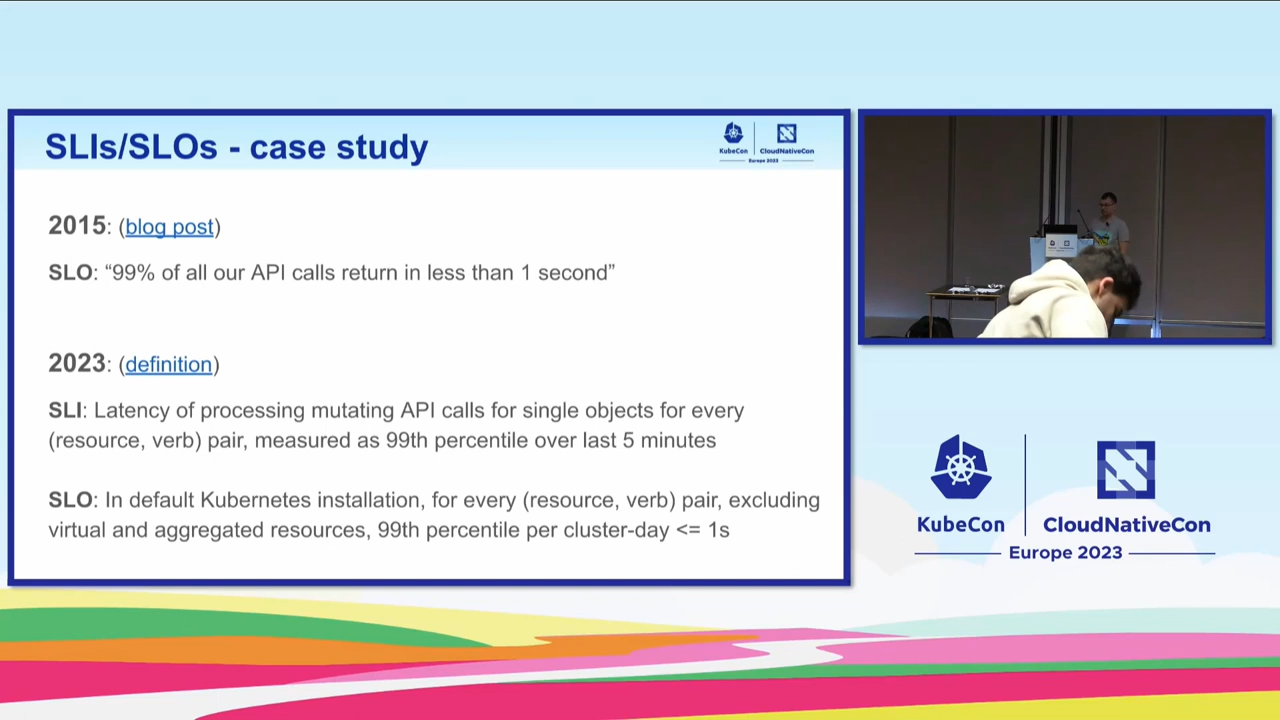 SLIs/SLOs - case study
KubeCon
CloudNativeCon
Europe 2023
2015: (blog post)
SLO: “99% of all our API calls return in less than 1 second”
2023: (definition)
SLI: Latency of processing mutating API calls for single objects for every
(resource, verb) pair, measured as 99th percentile over last 5 minutes
SLO: In default Kubernetes installation, for every (resource, verb) pair, excluding
virtual and aggregated resources, 99th percentile per cluster-day <= 1s
KubeCon
CloudNativeCon
Europe 2023